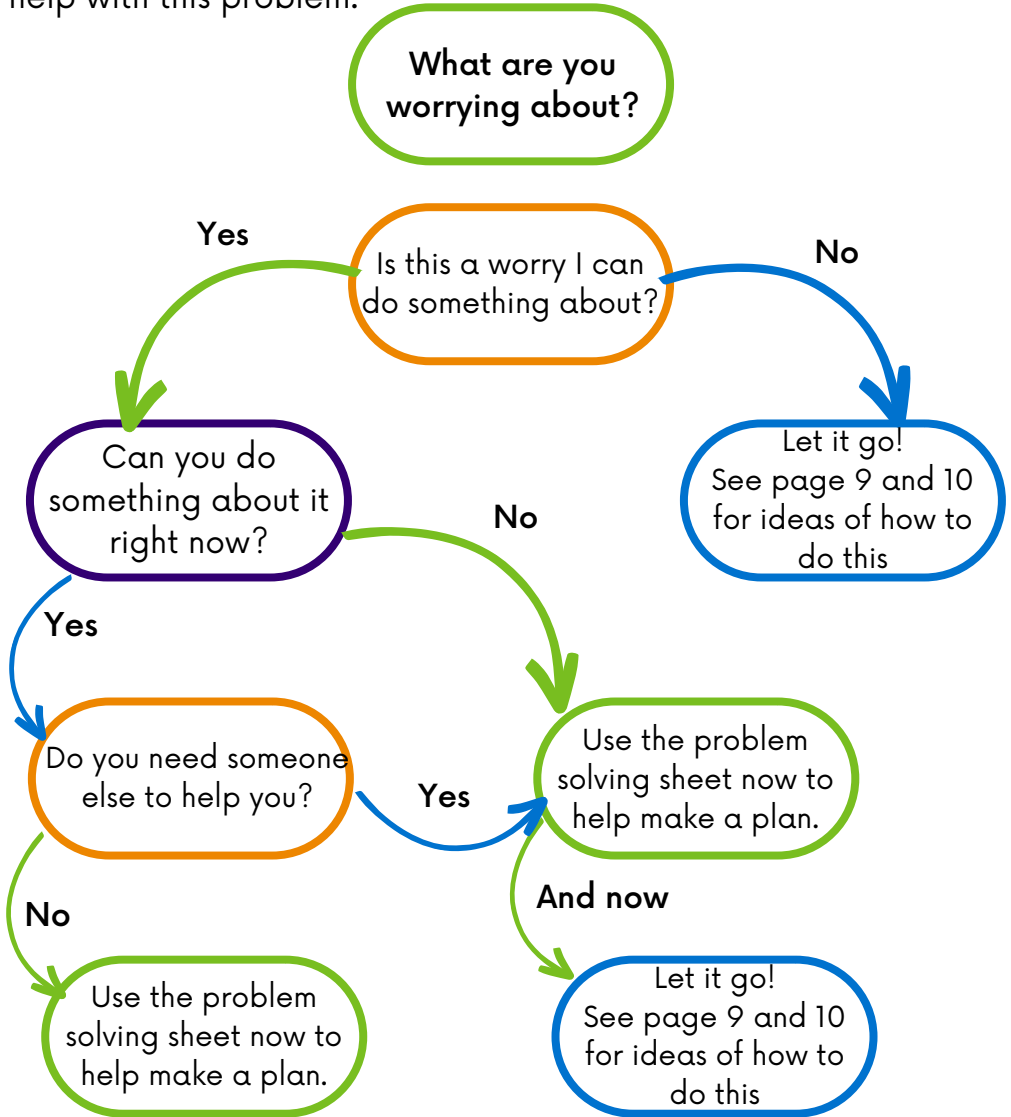 help with this problem.
What are you
worrying about?
Yes
Is this a worry I can
do something about?
No
Can you do
something about it
right now?
No
Let it go!
See page 9 and 10
for ideas of how to
do this
Yes
Do you need someone
else to help you?
Yes
Use the problem
solving sheet now to
help make a plan.
No
And now
Use the problem
solving sheet now to
help make a plan.
Let it go!
See page 9 and 10
for ideas of how to
do this